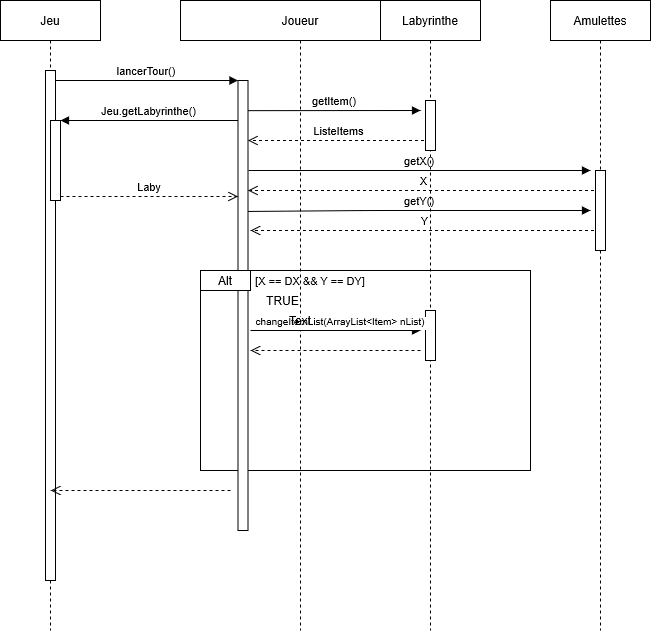 Jeu
Joueur
Labyrinthe
Amulettes
lancerTour()
getItem()
Jeu.getLabyrinthe()
ListeItems
getX()
X
Laby
getY()
Y
Alt
[X == DX && Y == DY]
TRUE
Text
changeItemList(ArrayList<Item> nList)